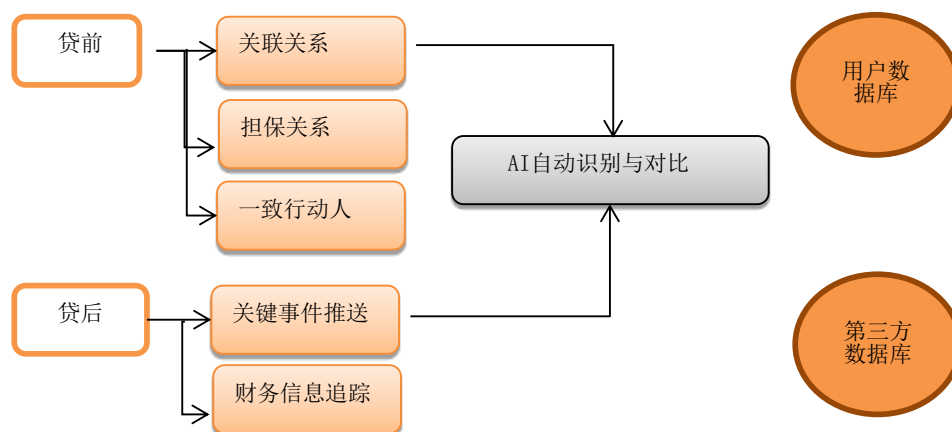 贷前
关联关系
担保关系
一致行动人
AI自动识别与对比
用户数
据库
贷后
关键事件推送
财务信息追踪
第三方
数据库